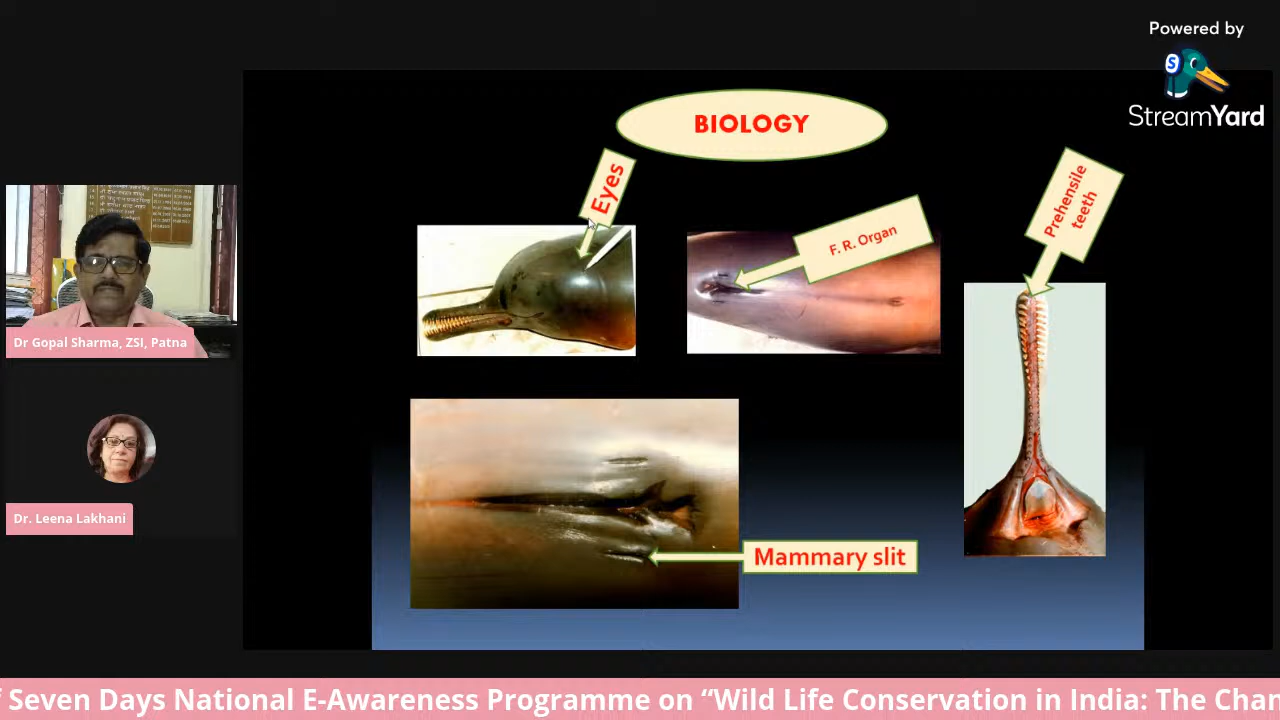 Powered by
S
StreamYard
BIOLOGY
Eyes
F. R. Organ
Prehensile
teeth
Mammary slit
Dr Gopal Sharma, ZSI, Patna
Dr. Leena Lakhani
Seven Days National E-Awareness Programme on “Wild Life Conservation in India: The